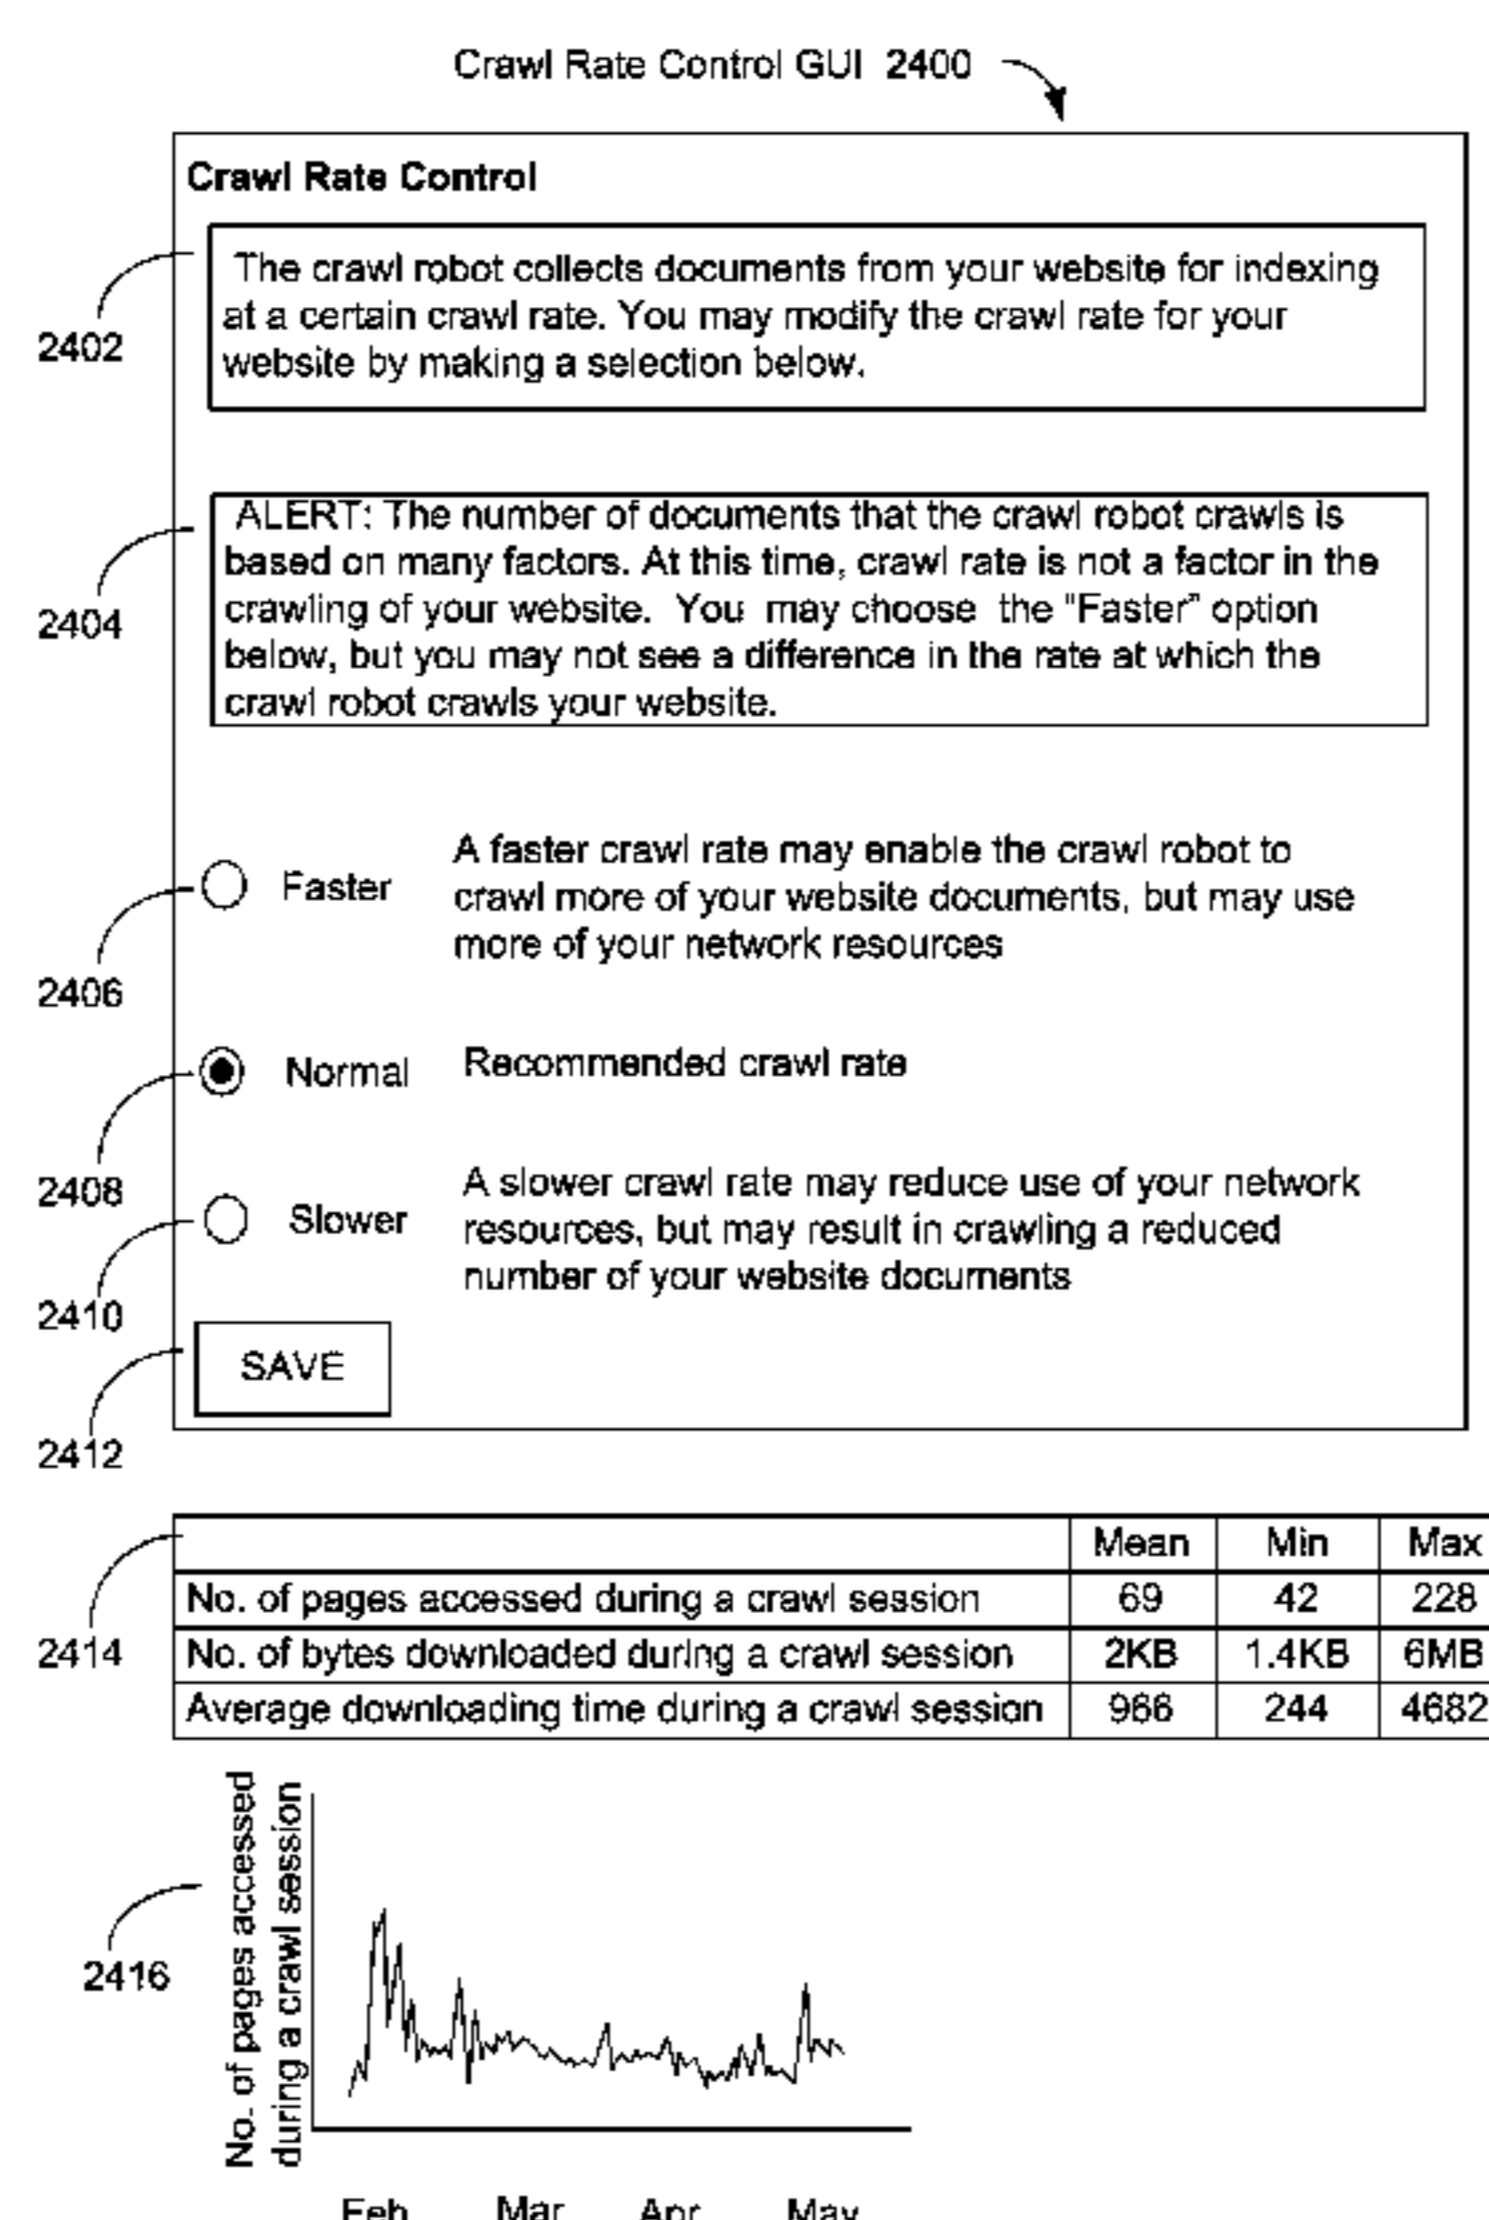 Crawl Rate Control GUI 2400
Crawl Rate Control
The crawl robot collects documents from your website for indexing
at a certain crawl rate. You may modify the crawl rate for your
website by making a selection below.
2402
ALERT: The number of documents that the crawl robot crawls is
based on many factors. At this time, crawl rate is not a factor in the
crawling of your website. You may choose the "Faster" option
below, but you may not see a difference in the rate at which the
crawl robot crawls your website.
2404
Faster
A faster crawl rate may enable the crawl robot to
crawl more of your website documents, but may use
more of your network resources
2406
Normal
Recommended crawl rate
2408
Slower
A slower crawl rate may reduce use of your network
resources, but may result in crawling a reduced
number of your website documents
2410
SAVE
2412
Mean Min Max
No. of pages accessed during a crawl session 69 42 228
No. of bytes downloaded during a crawl session 2KB 1.4KB 6MB
Average downloading time during a crawl session 966 244 4682
2414
No. of pages accessed
during a crawl session
2416
Feb Mar Apr May